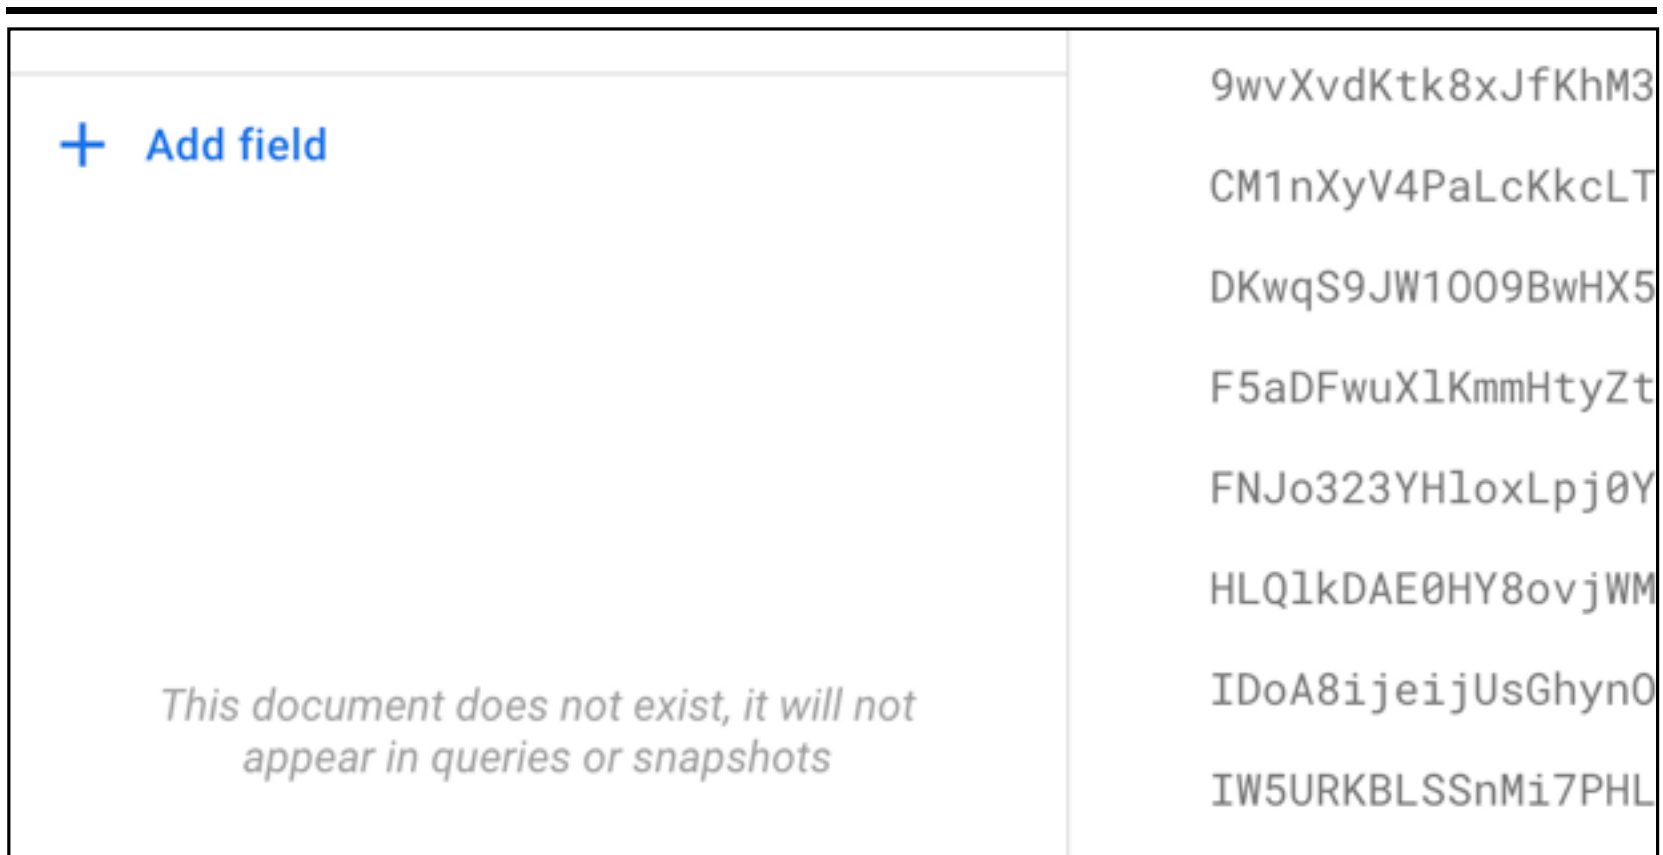 Add field
This document does not exist, it will not
appear in queries or snapshots
9wvXvdKtk8xJfKhM3
CM1nXyV4PaLcKkcLT
DKwqS9JW1OO9BwHX5
F5aDFwuXlKmmHtyZt
FNJo323YHloxLpj0Y
HLQlkDAE0HY8ovjWM
IDoA8ijeijUsGhynO
IW5URKBLSSnMi7PHL